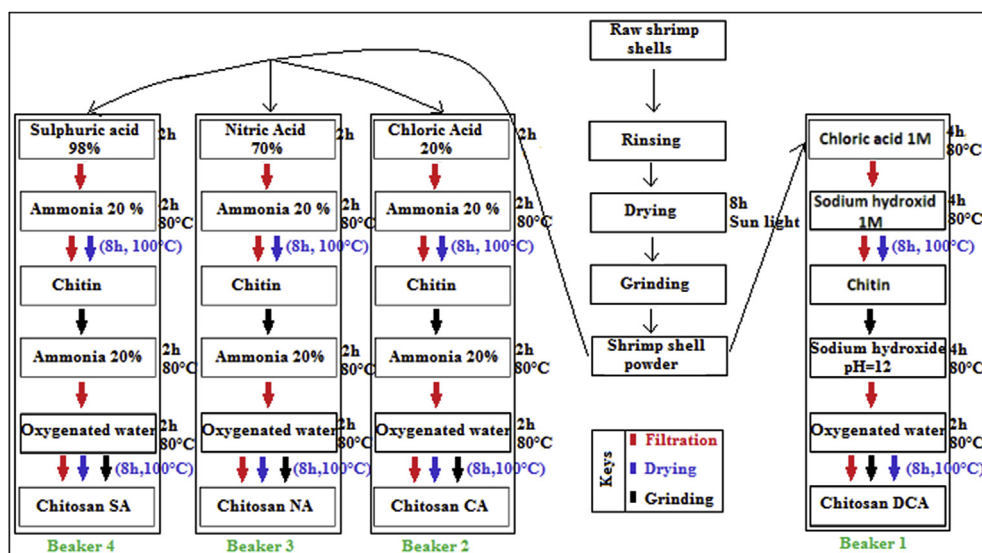 Raw shrimp
shells
Rinsing
Drying
8h
Sun light
Grinding
Shrimp shell
powder
Sulphuric acid
98%
2h
Ammonia 20 %
2h
80°C
(8h, 100°C)
Chitin
Ammonia 20%
2h
80°C
Oxygenated water
2h
80°C
(8h,100°C)
Chitosan SA
Beaker 4
Nitric Acid
70%
2h
Ammonia 20 %
2h
80°C
(8h, 100°C)
Chitin
Ammonia 20%
2h
80°C
Oxygenated water
2h
80°C
(8h,100°C)
Chitosan NA
Beaker 3
Chloric Acid
20%
2h
Ammonia 20 %
2h
80°C
(8h, 100°C)
Chitin
Ammonia 20%
2h
80°C
Oxygenated water
2h
80°C
(8h,100°C)
Chitosan CA
Beaker 2
Keys
Filtration
Drying
Grinding
Chloric acid 1M
4h
80°C
Sodium hydroxid
1M
4h
80°C
(8h, 100°C)
Chitin
Sodium hydroxide
pH=12
4h
80°C
Oxygenated water
2h
80°C
(8h,100°C)
Chitosan DCA
Beaker 1